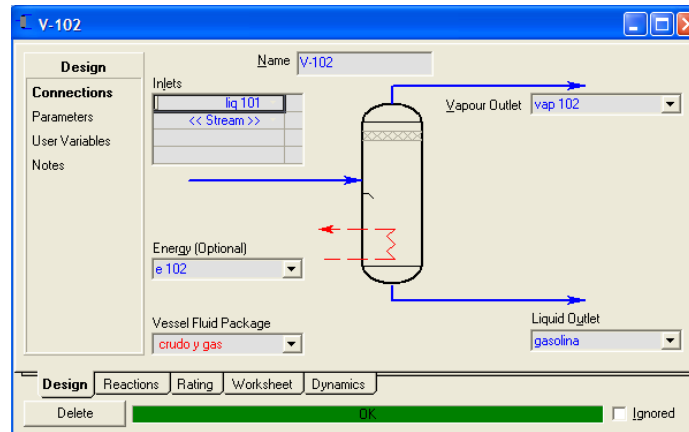 V-102
Design
Connections
Parameters
User Variables
Notes
Name V-102
Inlets
liq 101
<< Stream >>
Vapour Outlet vap 102
Energy (Optional)
e 102
Vessel Fluid Package
crudo y gas
Liquid Outlet
gasolina
Design Reactions Rating Worksheet Dynamics
Delete OK Ignored